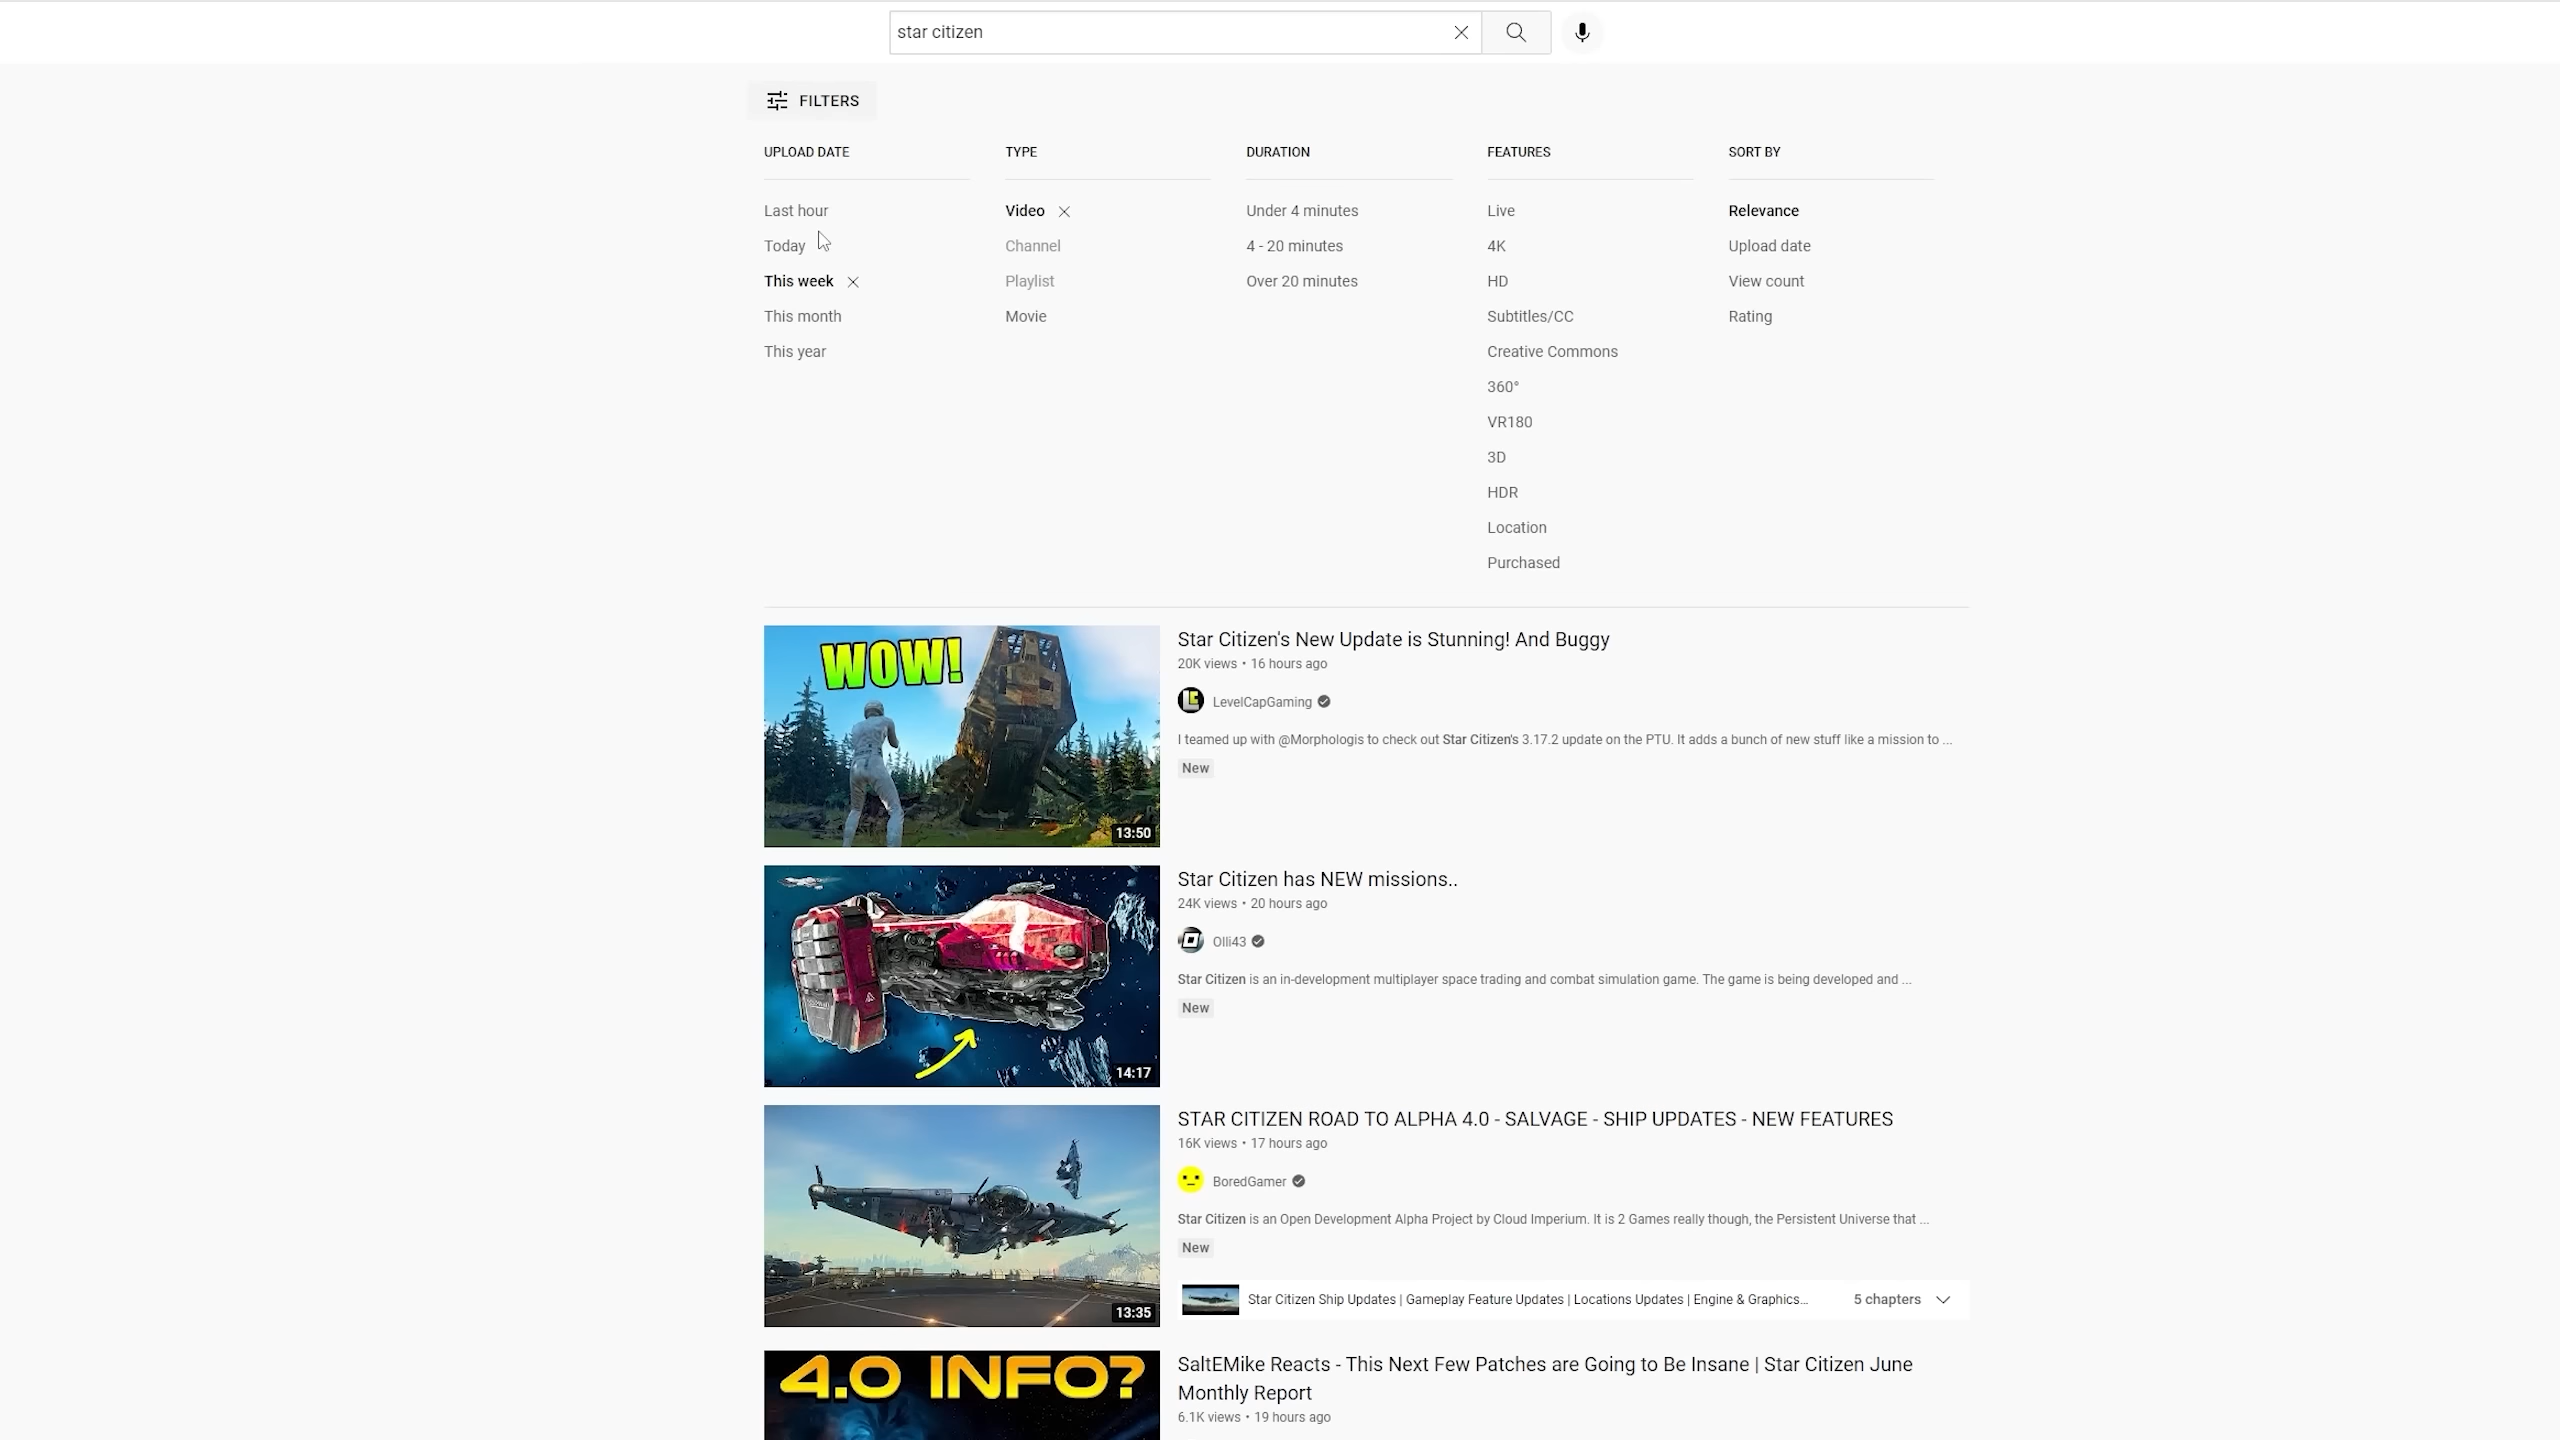 star citizen
FILTERS
UPLOAD DATE
Last hour
Today
This week
This month
This year
TYPE
Video
Channel
Playlist
Movie
DURATION
Under 4 minutes
4 - 20 minutes
Over 20 minutes
FEATURES
Live
4K
HD
Subtitles/CC
Creative Commons
360°
VR180
3D
HDR
Location
Purchased
SORT BY
Relevance
Upload date
View count
Rating
WOW!
13:50
Star Citizen's New Update is Stunning! And Buggy
20K views • 16 hours ago
LevelCapGaming
I teamed up with @Morphologis to check out Star Citizen's 3.17.2 update on the PTU. It adds a bunch of new stuff like a mission to ...
New
14:17
Star Citizen has NEW missions..
24K views • 20 hours ago
Olli43
Star Citizen is an in-development multiplayer space trading and combat simulation game. The game is being developed and ...
New
13:35
STAR CITIZEN ROAD TO ALPHA 4.0 - SALVAGE - SHIP UPDATES - NEW FEATURES
16K views • 17 hours ago
BoredGamer
Star Citizen is an Open Development Alpha Project by Cloud Imperium. It is 2 Games really though, the Persistent Universe that ...
New
Star Citizen Ship Updates | Gameplay Feature Updates | Locations Updates | Engine & Graphics...
5 chapters
4.0 INFO?
SaltEMike Reacts - This Next Few Patches are Going to Be Insane | Star Citizen June
Monthly Report
6.1K views • 19 hours ago